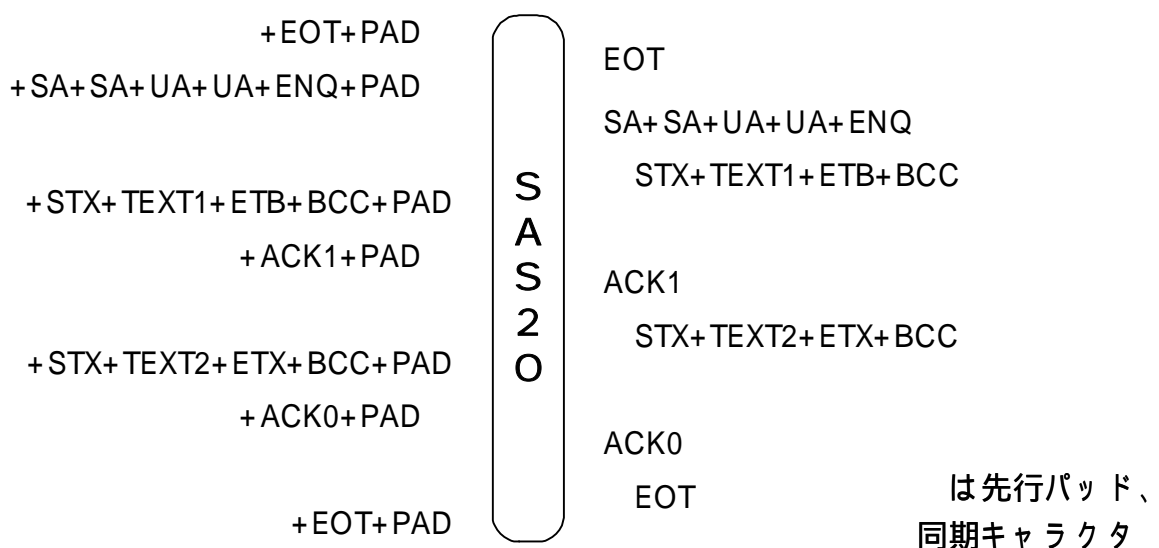 +EOT+PAD
EOT
+SA+SA+UA+UA+ENQ+PAD
SA+SA+UA+UA+ENQ
STX+TEXT1+ETB+BCC
+STX+TEXT1+ETB+BCC+PAD
+ACK1+PAD
ACK1
STX+TEXT2+ETX+BCC
+STX+TEXT2+ETX+BCC+PAD
+ACK0+PAD
ACK0
EOT
+EOT+PAD
SAS20
は先行パッド、
同期キャラクタ